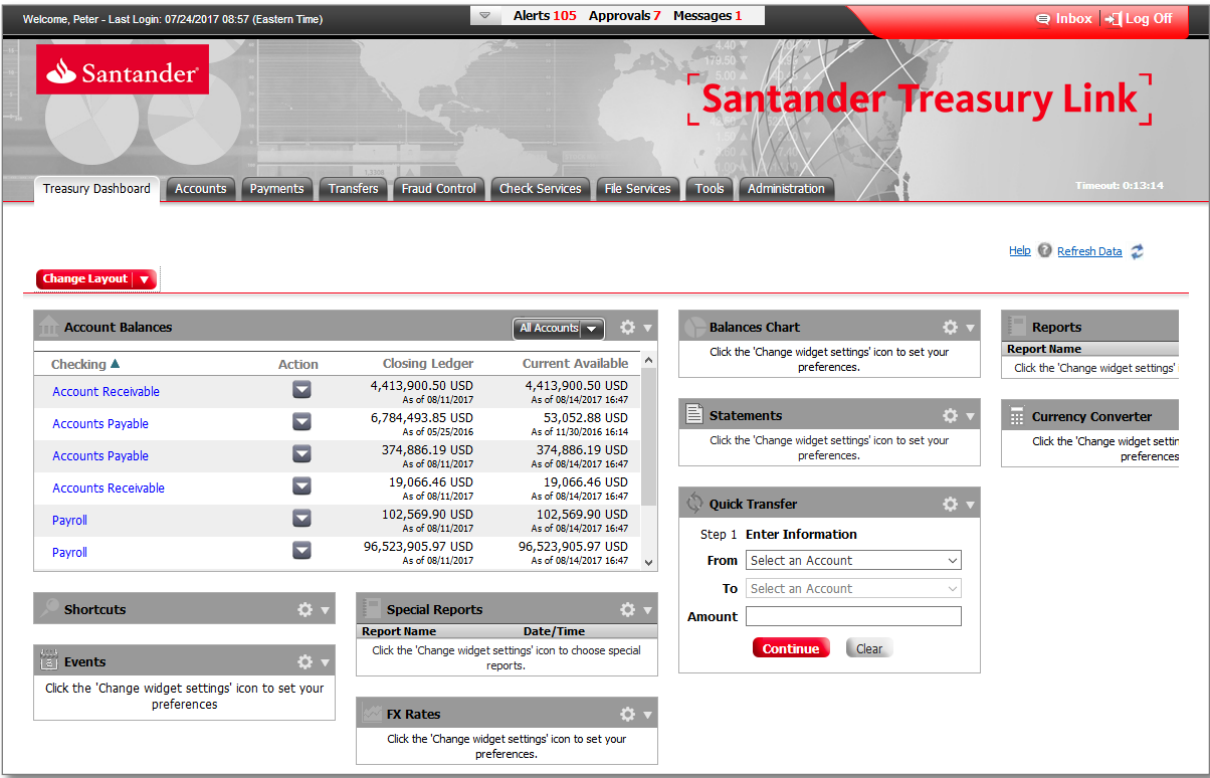 Welcome, Peter - Last Login: 07/24/2017 08:57 (Eastern Time)
Alerts 105 Approvals 7 Messages 1
Inbox Log Off
Santander
Santander Treasury Link
Treasury Dashboard Accounts Payments Transfers Fraud Control Check Services File Services Tools Administration
Timeout: 0:13:14
Help Refresh Data
Change Layout
Account Balances All Accounts
Checking Action Closing Ledger Current Available
Account Receivable 4,413,900.50 USD 4,413,900.50 USD
As of 08/11/2017 As of 08/14/2017 16:47
Accounts Payable 6,784,493.85 USD 53,052.88 USD
As of 05/25/2016 As of 11/30/2016 16:14
Accounts Payable 374,886.19 USD 374,886.19 USD
As of 08/11/2017 As of 08/14/2017 16:47
Accounts Receivable 19,066.46 USD 19,066.46 USD
As of 08/11/2017 As of 08/14/2017 16:47
Payroll 102,569.90 USD 102,569.90 USD
As of 08/11/2017 As of 08/14/2017 16:47
Payroll 96,523,905.97 USD 96,523,905.97 USD
As of 08/11/2017 As of 08/14/2017 16:47
Shortcuts
Events
Click the 'Change widget settings' icon to set your
preferences
Special Reports
Report Name Date/Time
Click the 'Change widget settings' icon to choose special
reports.
FX Rates
Click the 'Change widget settings' icon to set your
preferences.
Balances Chart
Click the 'Change widget settings' icon to set your
preferences.
Statements
Click the 'Change widget settings' icon to set your
preferences.
Quick Transfer
Step 1 Enter Information
From Select an Account
To Select an Account
Amount
Continue Clear
Reports
Report Name
Click the 'Change widget settings'
Currency Converter
Click the 'Change widget settin
preferences